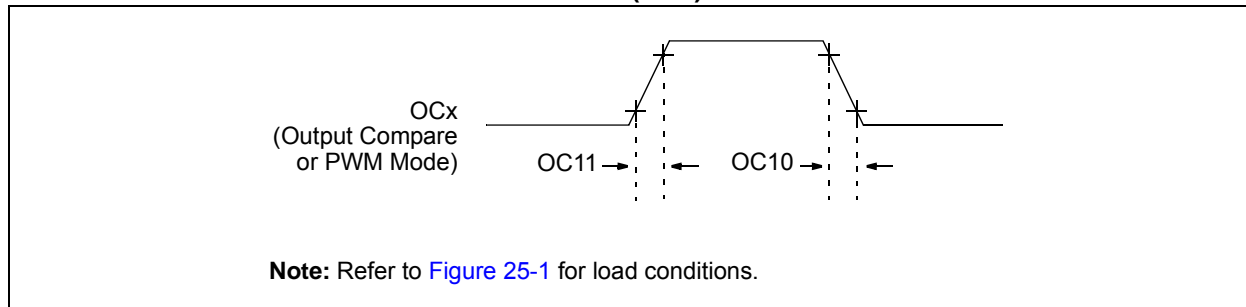 OCx
(Output Compare
or PWM Mode)
OC11
OC10
Note: Refer to Figure 25-1 for load conditions.